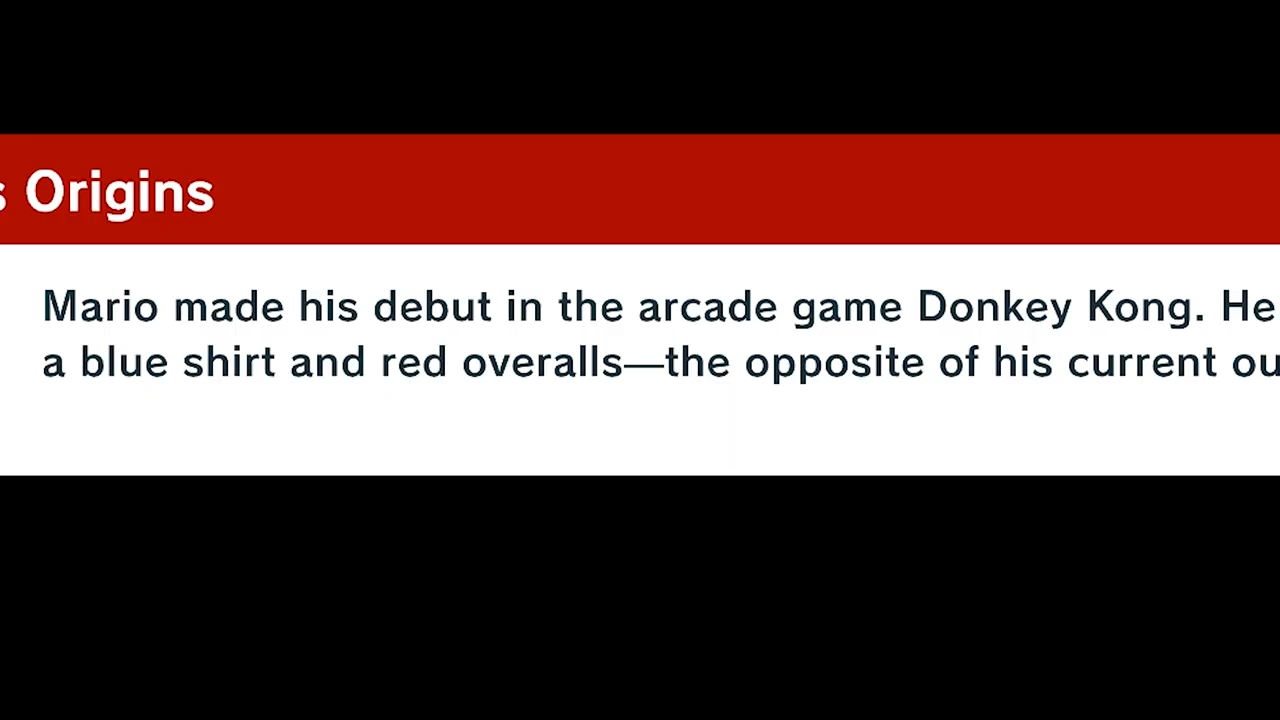 s Origins
Mario made his debut in the arcade game Donkey Kong. He
a blue shirt and red overalls—the opposite of his current ou